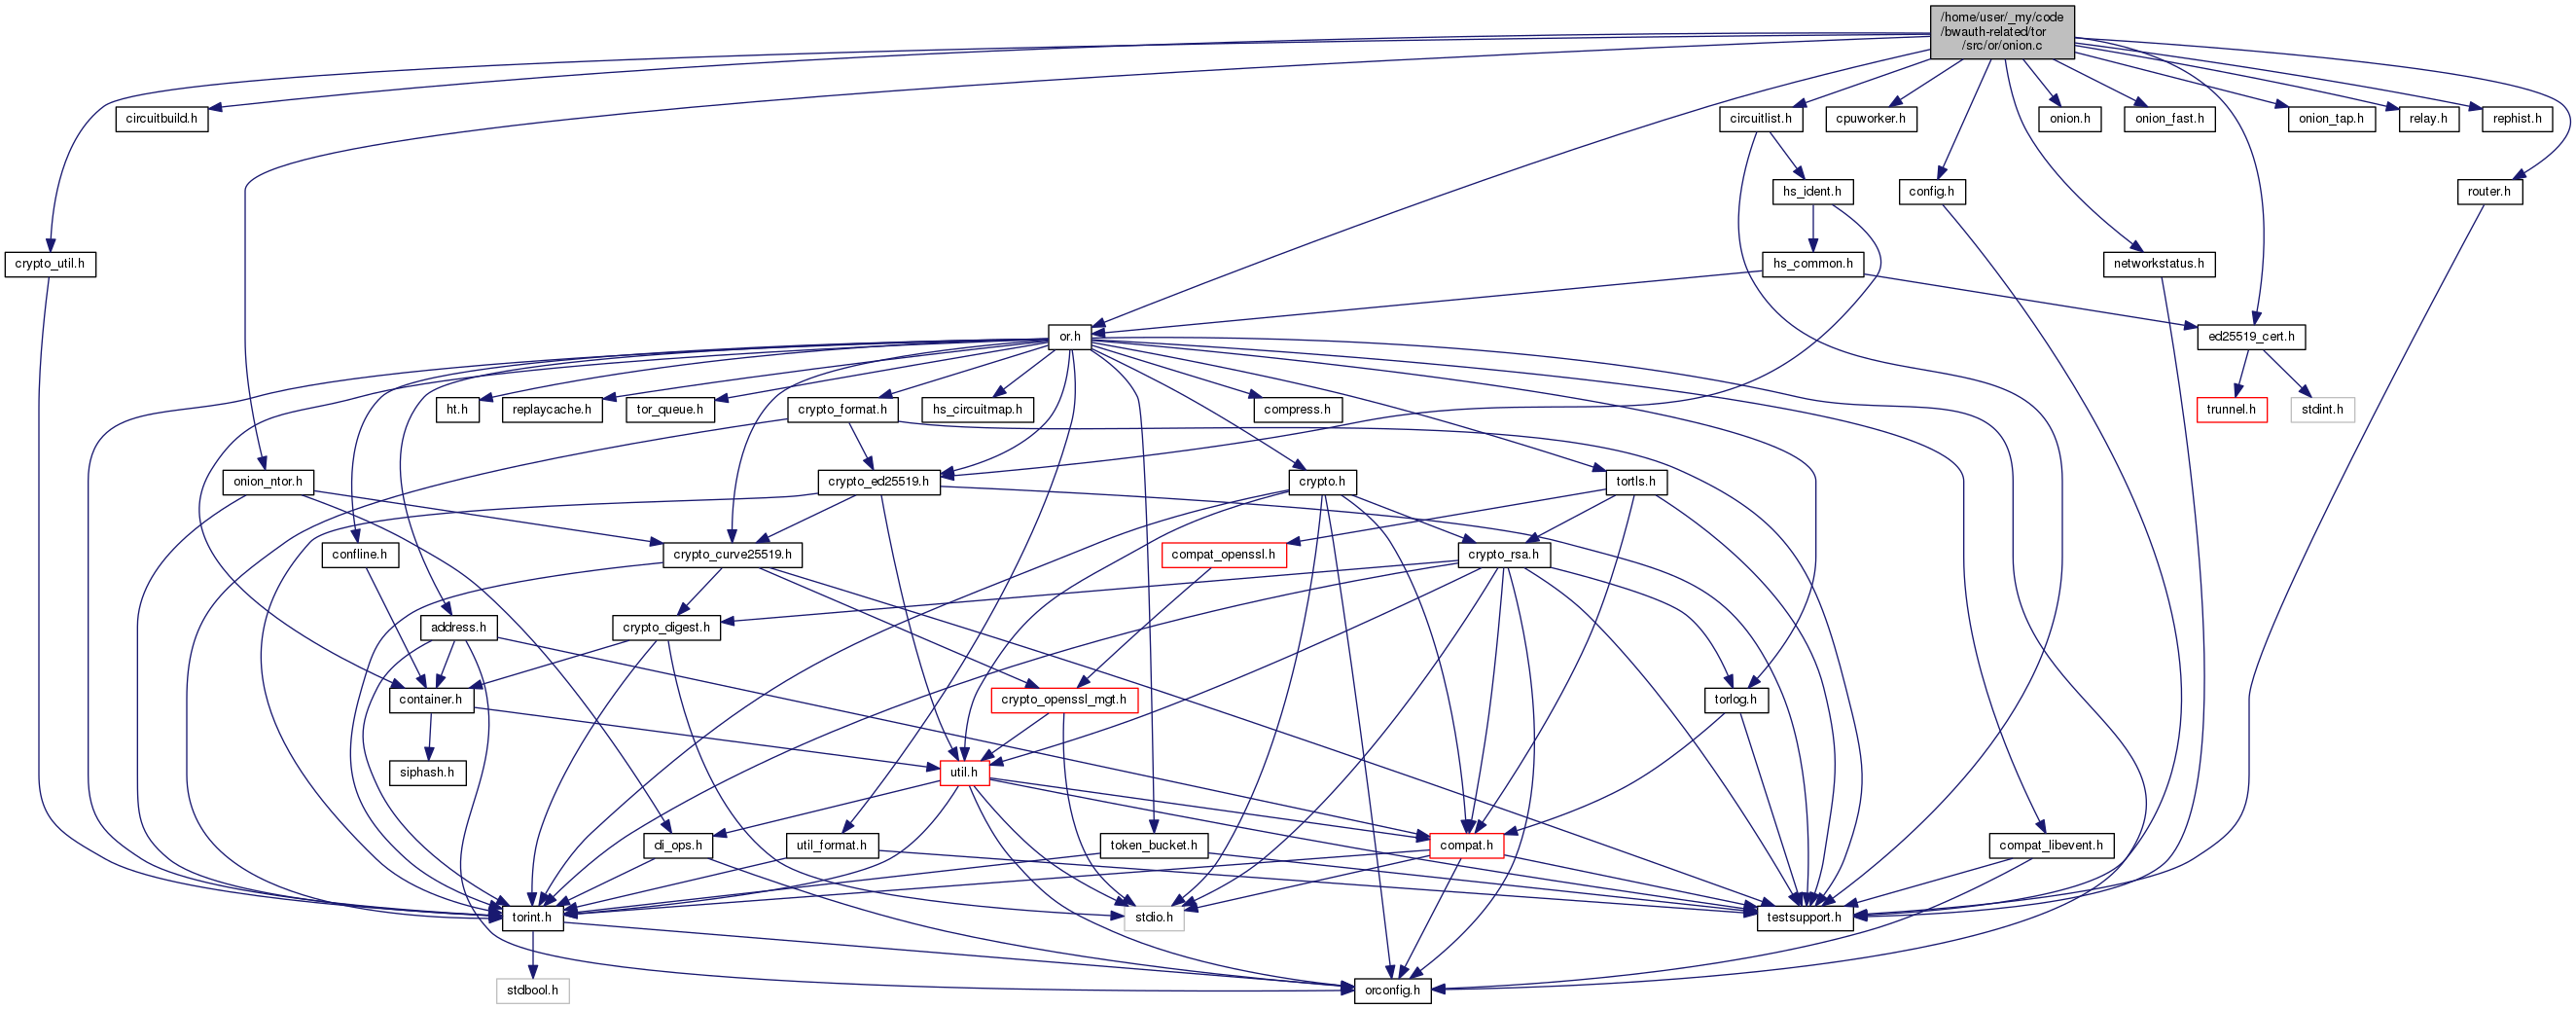 /home/user/_my/code
/bwauth-related/tor
/src/or/onion.c
circuitbuild.h
circuitlist.h
cpuworker.h
onion.h
onion_fast.h
onion_tap.h
relay.h
rephist.h
hs_ident.h
config.h
router.h
crypto_util.h
hs_common.h
networkstatus.h
or.h
ed25519_cert.h
ht.h
replaycache.h
tor_queue.h
crypto_format.h
hs_circuitmap.h
compress.h
trunnel.h
stdint.h
onion_ntor.h
crypto_ed25519.h
crypto.h
tortls.h
confline.h
crypto_curve25519.h
compat_openssl.h
crypto_rsa.h
address.h
crypto_digest.h
container.h
crypto_openssl_mgt.h
torlog.h
siphash.h
util.h
di_ops.h
util_format.h
token_bucket.h
compat.h
compat_libevent.h
torint.h
stdio.h
testsupport.h
stdbool.h
orconfig.h